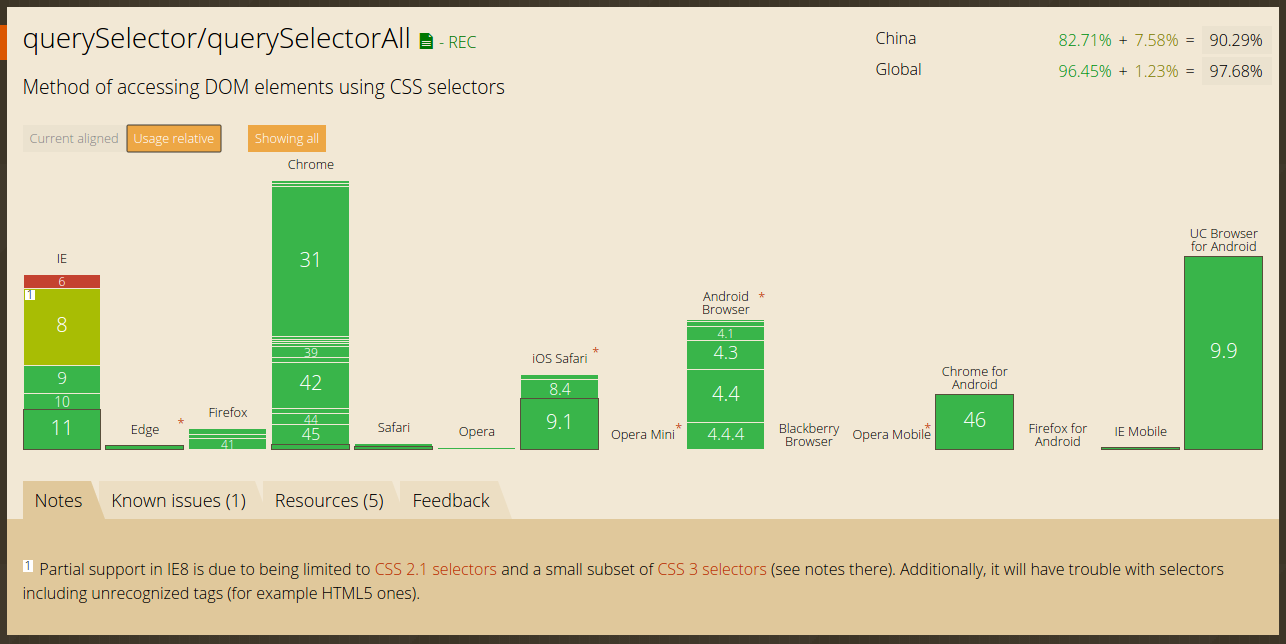 querySelector/querySelectorAll - REC
China 82.71% + 7.58% = 90.29%
Global 96.45% + 1.23% = 97.68%
Method of accessing DOM elements using CSS selectors
Current aligned Usage relative Showing all
IE
6
1
8
9
10
11
Edge *
Firefox
41
Chrome
31
39
42
44
45
Safari
Opera
iOS Safari *
8.4
9.1
Opera Mini *
Android
Browser *
4.1
4.3
4.4
4.4.4
Blackberry
Browser
Opera Mobile *
Chrome for
Android
46
Firefox for
Android
IE Mobile
UC Browser
for Android
9.9
Notes Known issues (1) Resources (5) Feedback
1 Partial support in IE8 is due to being limited to CSS 2.1 selectors and a small subset of CSS 3 selectors (see notes there). Additionally, it will have trouble with selectors
including unrecognized tags (for example HTML5 ones).